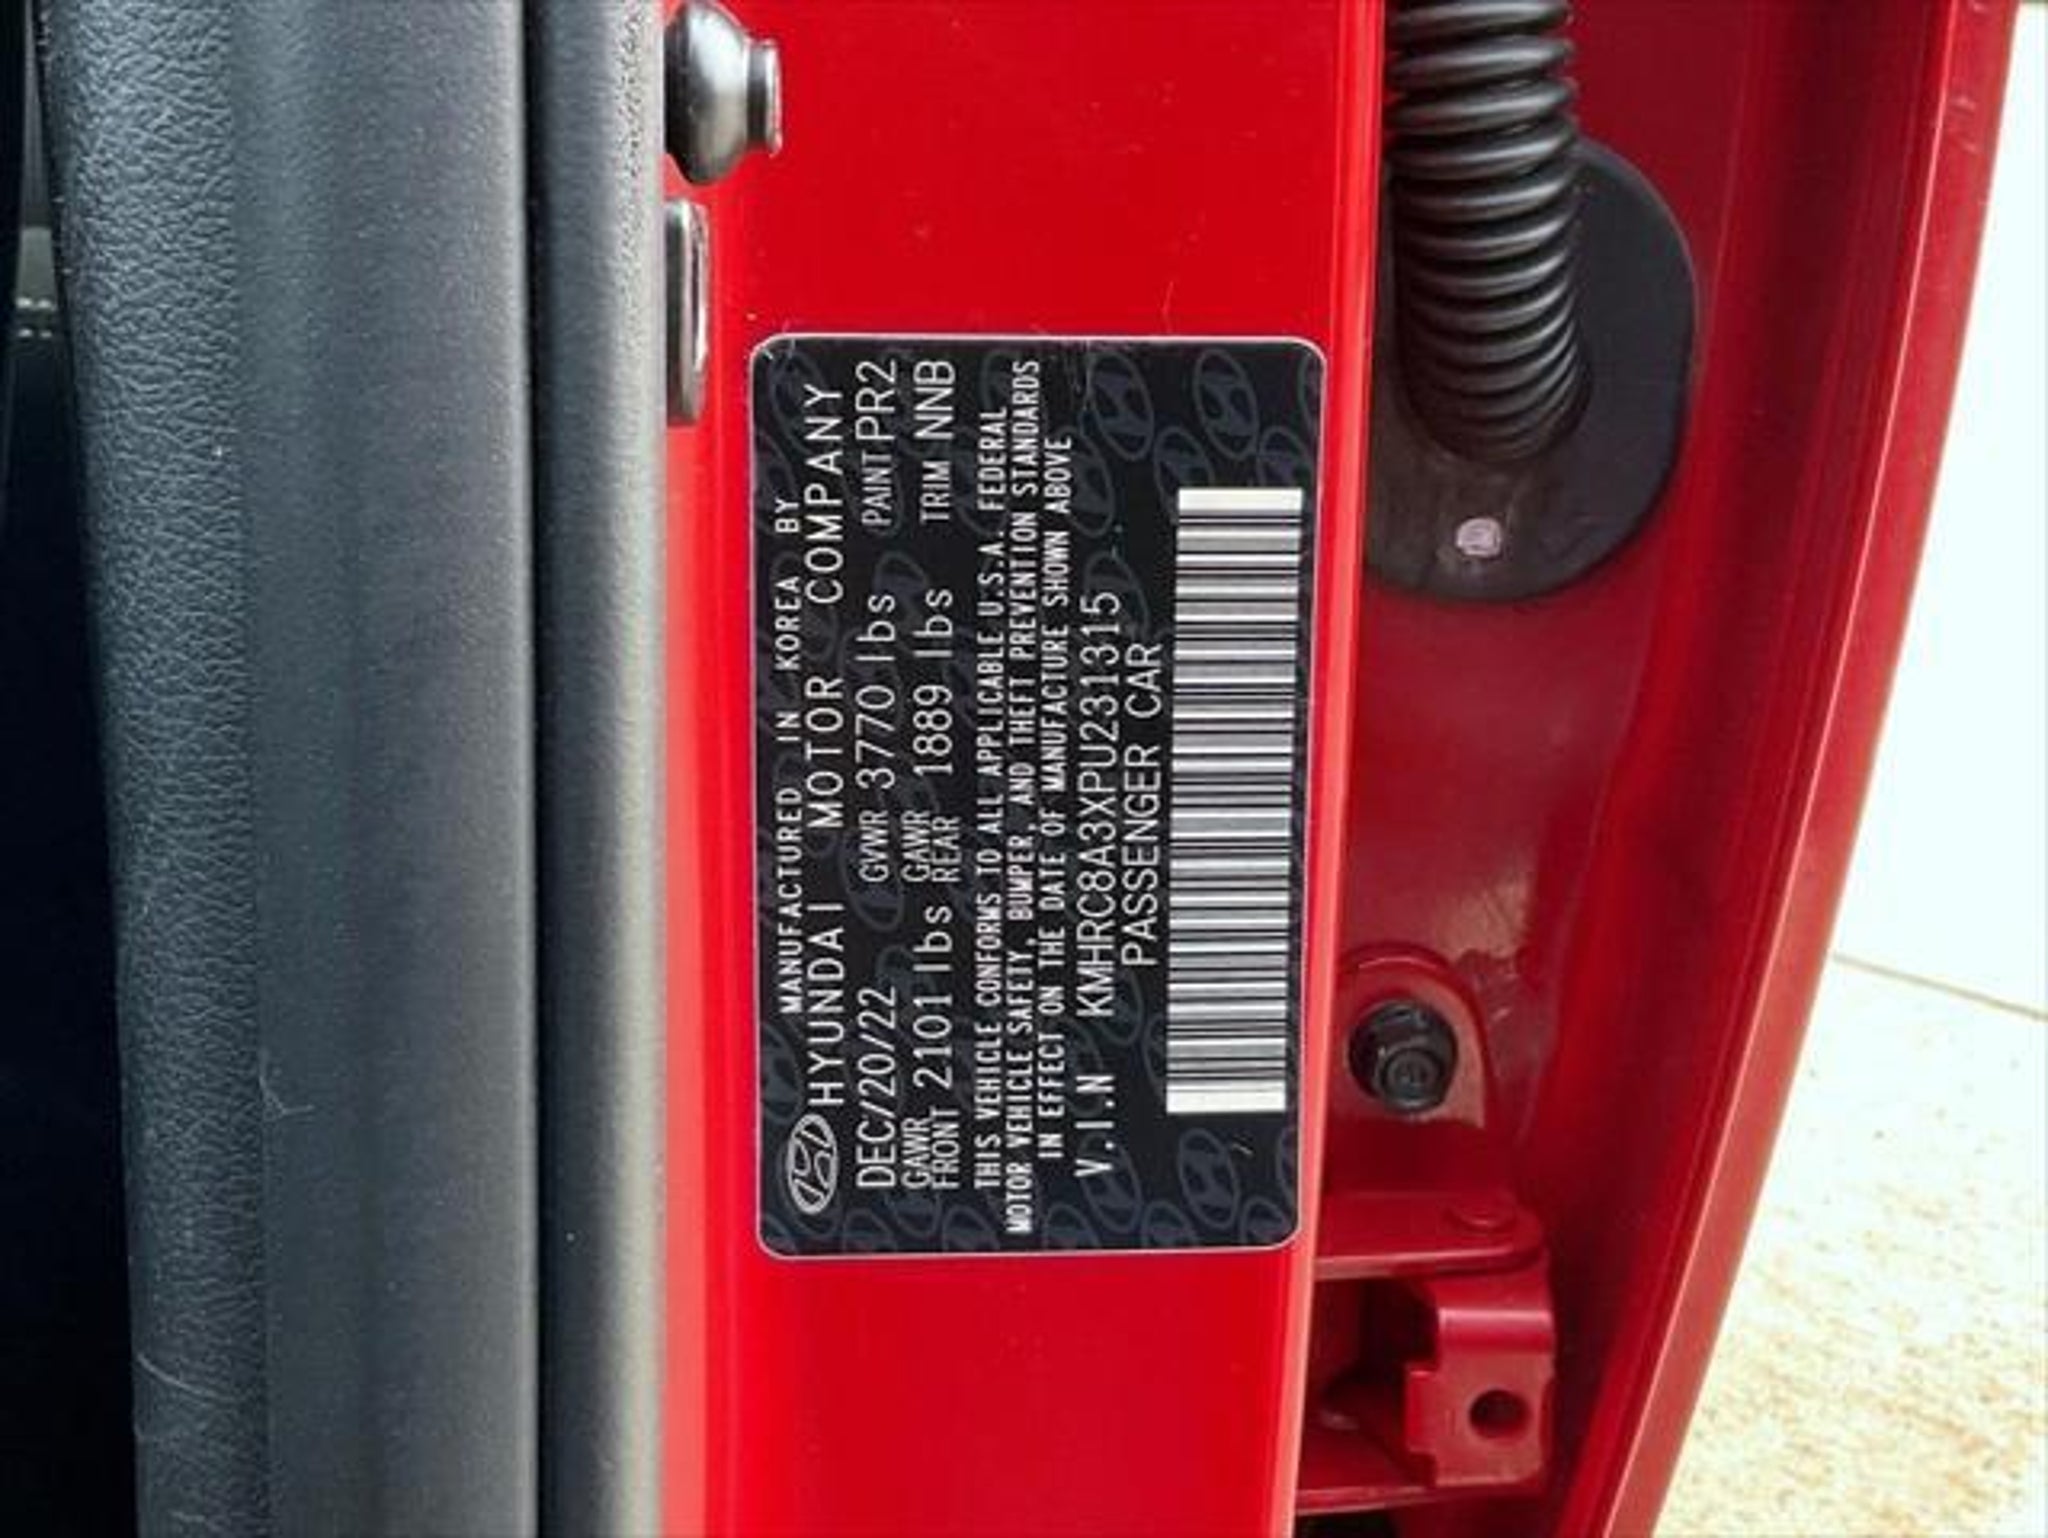 MANUFACTURED IN KOREA BY
HYUNDAI MOTOR COMPANY
DEC/20/22 GVWR 3770 lbs PAINT PR2
GAWR FRONT 2101 lbs GAWR REAR 1889 lbs TRIM NNB
THIS VEHICLE CONFORMS TO ALL APPLICABLE U.S.A. FEDERAL
MOTOR VEHICLE SAFETY, BUMPER, AND THEFT PREVENTION STANDARDS
IN EFFECT ON THE DATE OF MANUFACTURE SHOWN ABOVE
V.I.N KMHRC8A3XPU231315
PASSENGER CAR